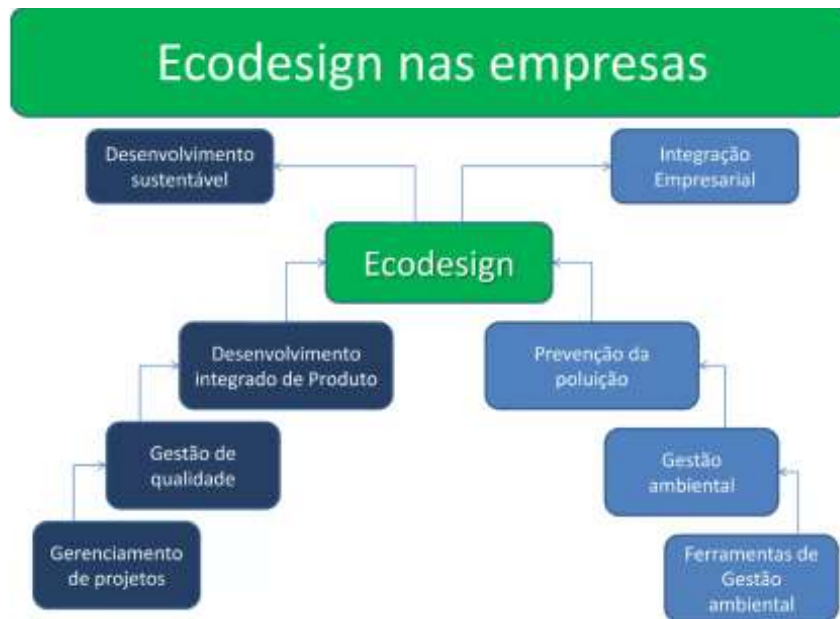 Ecodesign nas empresas
Desenvolvimento
sustentável
Integração
Empresarial
Ecodesign
Desenvolvimento
integrado de Produto
Prevenção da
poluição
Gestão de
qualidade
Gestão
ambiental
Gerenciamento
de projetos
Ferramentas de
Gestão
ambiental